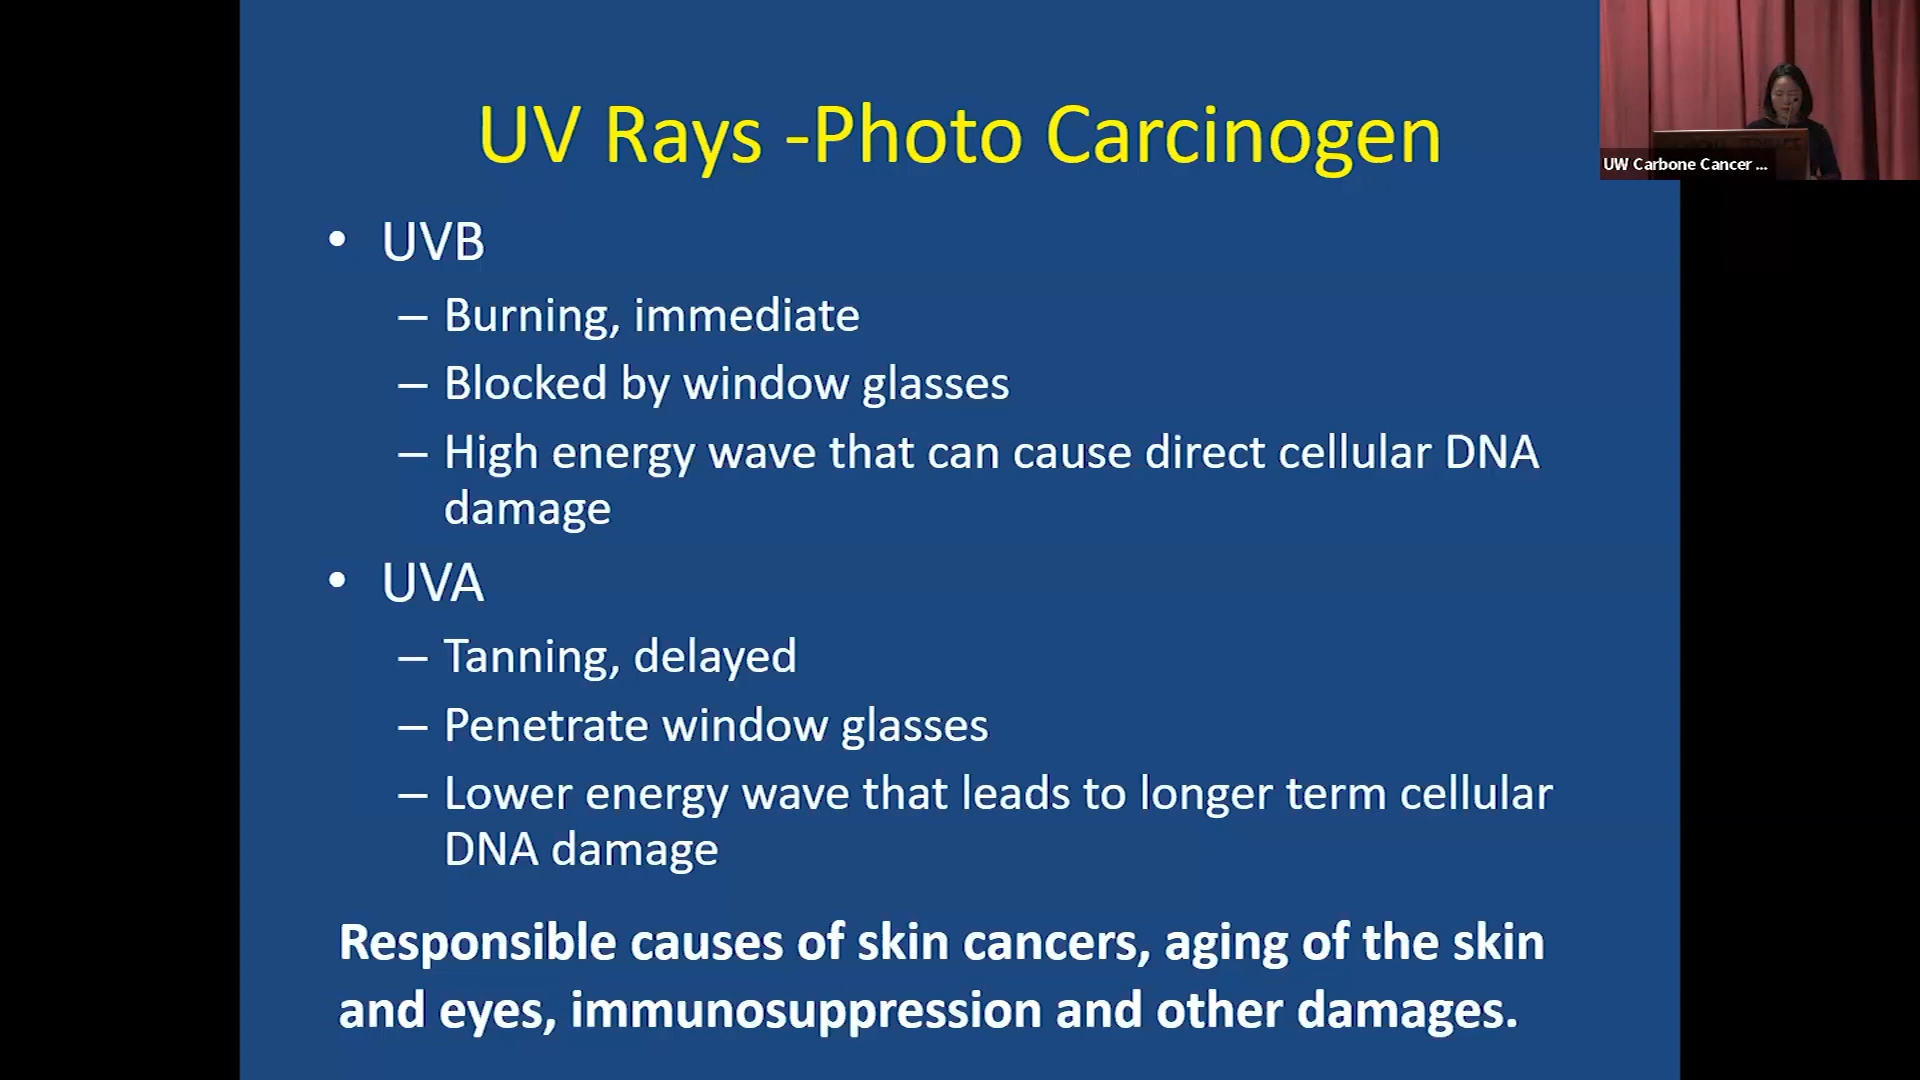 UV Rays -Photo Carcinogen
UW Carbone Cancer ...
• UVB
– Burning, immediate
– Blocked by window glasses
– High energy wave that can cause direct cellular DNA
damage
• UVA
– Tanning, delayed
– Penetrate window glasses
– Lower energy wave that leads to longer term cellular
DNA damage
Responsible causes of skin cancers, aging of the skin
and eyes, immunosuppression and other damages.